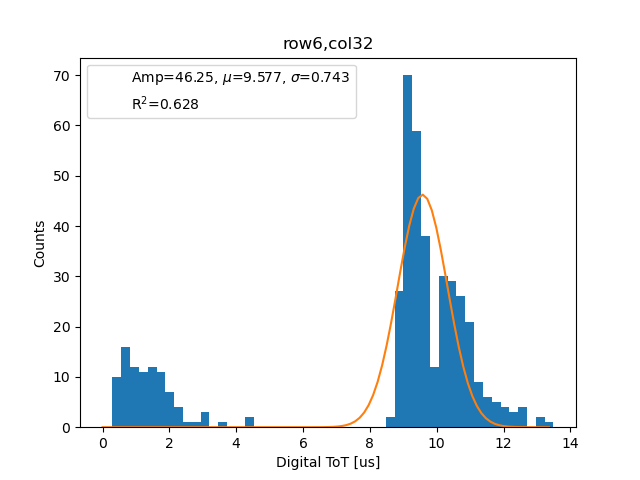 row6,col32
Amp=46.25, μ=9.577, σ=0.743
R²=0.628
70
60
50
40
30
20
10
0
Counts
0 2 4 6 8 10 12 14
Digital ToT [us]